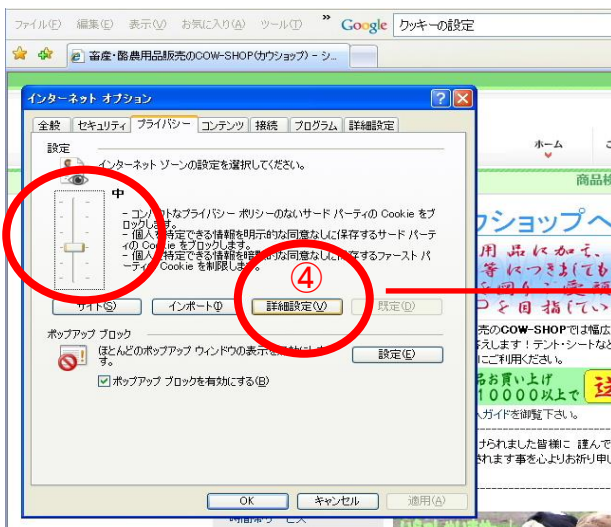 ファイル(F) 編集(E) 表示(V) お気に入り(A) ツール(T) » Google クッキーの設定
畜産・酪農用品販売のCOW-SHOP(カウショップ) - シ...
インターネット オプション
全般 セキュリティ プライバシー コンテンツ 接続 プログラム 詳細設定
ホーム
設定
インターネット ゾーンの設定を選択してください。
商品検
中
- コンパクトなプライバシー ポリシーのないサード パーティの Cookie をブ
ロックします。
- 個人を特定できる情報を明示的な同意なしに保存するサード パーテ
ィの Cookie をブロックします。
- 個人を特定できる情報を暗黙的な同意なしに保存するファースト パ
ーティの Cookie を制限します。
ウショップへ
用品に加え、
等につきましても
を目指してい
④
サイト(S) インポート(I) 詳細設定(V) 既定(D)
売のCOW-SHOPでは幅広
えします！テント・シートなど
にご利用ください。
ポップアップ ブロック
ほとんどのポップアップ ウィンドウの表示を
す。
設定(E)
ポップアップ ブロックを有効にする(B)
お買い上げ
10000以上で 送
ガイドを御覧下さい。
けられました皆様に 謹んで
されます事を心よりお祈り申し
OK キャンセル 適用(A)